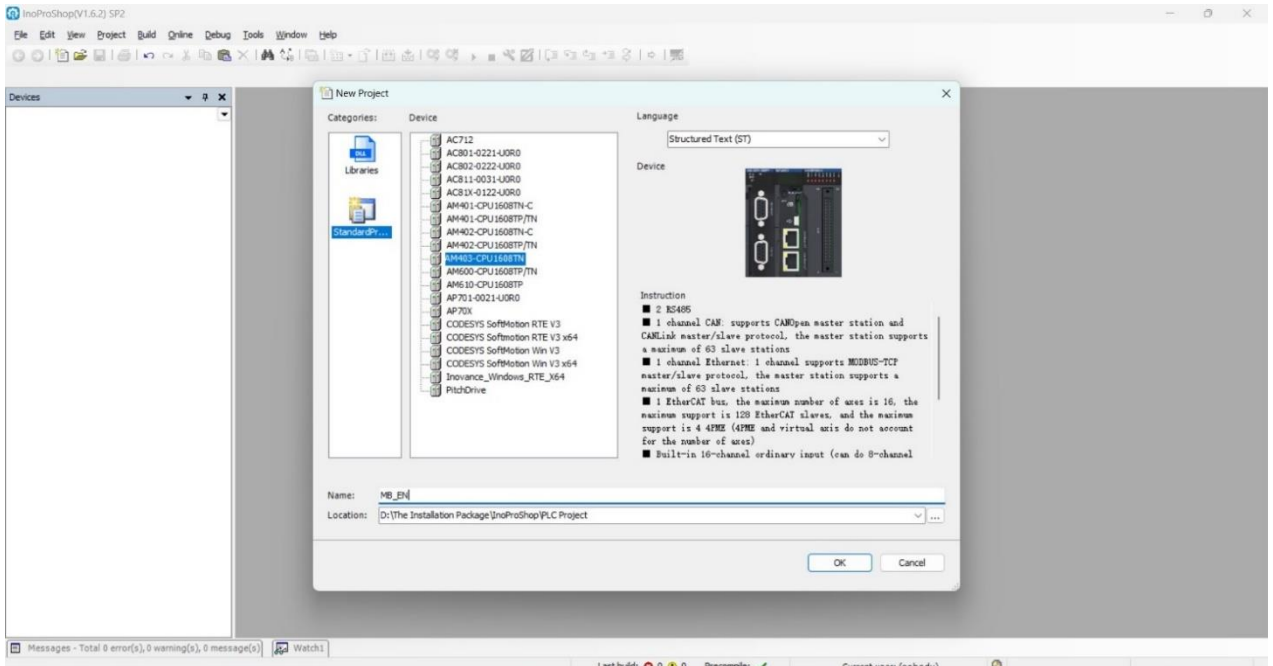 InoProShop(V1.6.2) SP2
File Edit View Project Build Online Debug Tools Window Help
Devices
New Project
Categories:
Libraries
StandardPr...
Device
AC712
AC801-0221-U0R0
AC802-0222-U0R0
AC811-0031-U0R0
AC81X-0122-U0R0
AM401-CPU1608TN-C
AM401-CPU1608TP/TN
AM402-CPU1608TN-C
AM402-CPU1608TP/TN
AM403-CPU1608TN
AM600-CPU1608TP/TN
AM610-CPU1608TP
AP701-0021-U0R0
AP70X
CODESYS SoftMotion RTE V3
CODESYS Softmotion RTE V3 x64
CODESYS SoftMotion Win V3
CODESYS SoftMotion Win V3 x64
Inovance_Windows_RTE_X64
PitchDrive
Language
Structured Text (ST)
Device
Instruction
■ 2 RS485
■ 1 channel CAN: supports CANOpen master station and
CANLink master/slave protocol, the master station supports
a maximum of 63 slave stations
■ 1 channel Ethernet: 1 channel supports MODBUS-TCP
master/slave protocol, the master station supports a
maximum of 63 slave stations
■ 1 EtherCAT bus, the maximum number of axes is 16, the
maximum support is 128 EtherCAT slaves, and the maximum
support is 4 4PME (4PME and virtual axis do not account
for the number of axes)
■ Built-in 16-channel ordinary input (can do 8-channel
Name: MB_EN
Location: D:\The Installation Package\InoProShop\PLC Project
...
OK Cancel
Messages - Total 0 error(s), 0 warning(s), 0 message(s) Watch1
Last build: 0 0 Precompile: Current user: (nobody)